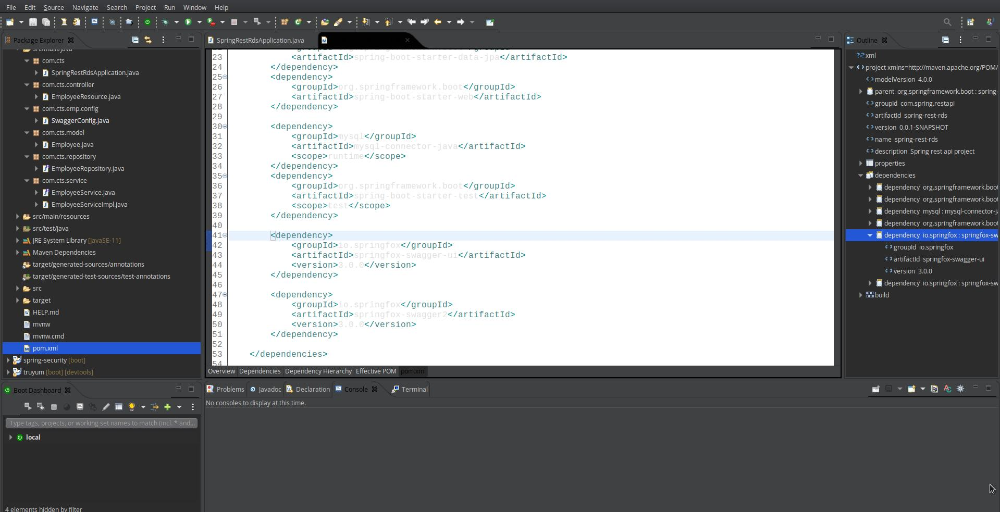 File Edit Source Navigate Search Project Run Window Help
Package Explorer
src/main/java
com.cts
SpringRestRdsApplication.java
com.cts.controller
EmployeeResource.java
com.cts.emp.config
SwaggerConfig.java
com.cts.model
Employee.java
com.cts.repository
EmployeeRepository.java
com.cts.service
EmployeeService.java
EmployeeServiceImpl.java
src/main/resources
src/test/java
JRE System Library [JavaSE-11]
Maven Dependencies
target/generated-sources/annotations
target/generated-test-sources/test-annotations
src
target
HELP.md
mvnw
mvnw.cmd
pom.xml
spring-security [boot]
truyum [boot] [devtools]
SpringRestRdsApplication.java
23 <artifactId>spring-boot-starter-data-jpa</artifactId>
24 </dependency>
25 <dependency>
26 <groupId>org.springframework.boot</groupId>
27 <artifactId>spring-boot-starter-web</artifactId>
28 </dependency>
29
30 <dependency>
31 <groupId>mysql</groupId>
32 <artifactId>mysql-connector-java</artifactId>
33 <scope>runtime</scope>
34 </dependency>
35 <dependency>
36 <groupId>org.springframework.boot</groupId>
37 <artifactId>spring-boot-starter-test</artifactId>
38 <scope>test</scope>
39 </dependency>
40
41 <dependency>
42 <groupId>io.springfox</groupId>
43 <artifactId>springfox-swagger-ui</artifactId>
44 <version>3.0.0</version>
45 </dependency>
46
47 <dependency>
48 <groupId>io.springfox</groupId>
49 <artifactId>springfox-swagger2</artifactId>
50 <version>3.0.0</version>
51 </dependency>
52
53 </dependencies>
54
Overview Dependencies Dependency Hierarchy Effective POM pom.xml
Outline
xml
project xmlns=http://maven.apache.org/POM/
modelVersion 4.0.0
parent org.springframework.boot : spring-
groupId com.spring.restapi
artifactId spring-rest-rds
version 0.0.1-SNAPSHOT
name spring-rest-rds
description Spring rest api project
properties
dependencies
dependency org.springframework.boot
dependency org.springframework.boot
dependency mysql : mysql-connector-j
dependency org.springframework.boot
dependency io.springfox : springfox-sw
groupId io.springfox
artifactId springfox-swagger-ui
version 3.0.0
dependency io.springfox : springfox-sw
build
Boot Dashboard
Type tags, projects, or working set names to match (incl. * and...
local
4 elements hidden by filter
Problems Javadoc Declaration Console Terminal
No consoles to display at this time.